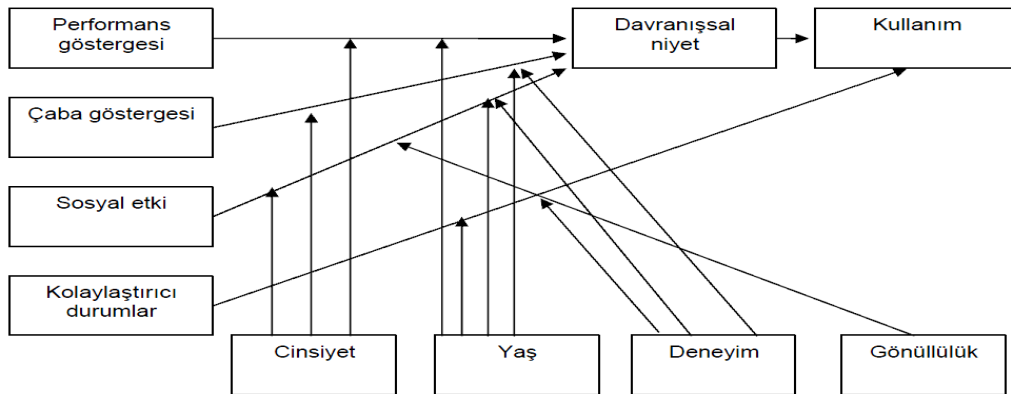 Performans
göstergesi
Davranışsal
niyet
Kullanım
Çaba göstergesi
Sosyal etki
Kolaylaştırıcı
durumlar
Cinsiyet
Yaş
Deneyim
Gönüllülük